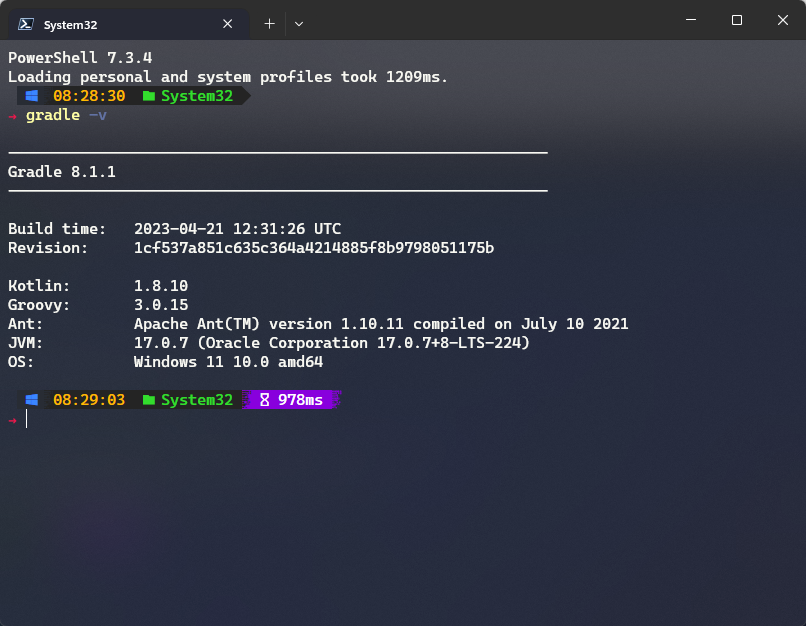 System32
PowerShell 7.3.4
Loading personal and system profiles took 1209ms.
08:28:30 System32
→ gradle -v
------------------------------------------------------------
Gradle 8.1.1
------------------------------------------------------------
Build time: 2023-04-21 12:31:26 UTC
Revision: 1cf537a851c635c364a4214885f8b9798051175b
Kotlin: 1.8.10
Groovy: 3.0.15
Ant: Apache Ant(TM) version 1.10.11 compiled on July 10 2021
JVM: 17.0.7 (Oracle Corporation 17.0.7+8-LTS-224)
OS: Windows 11 10.0 amd64
08:29:03 System32 978ms
→